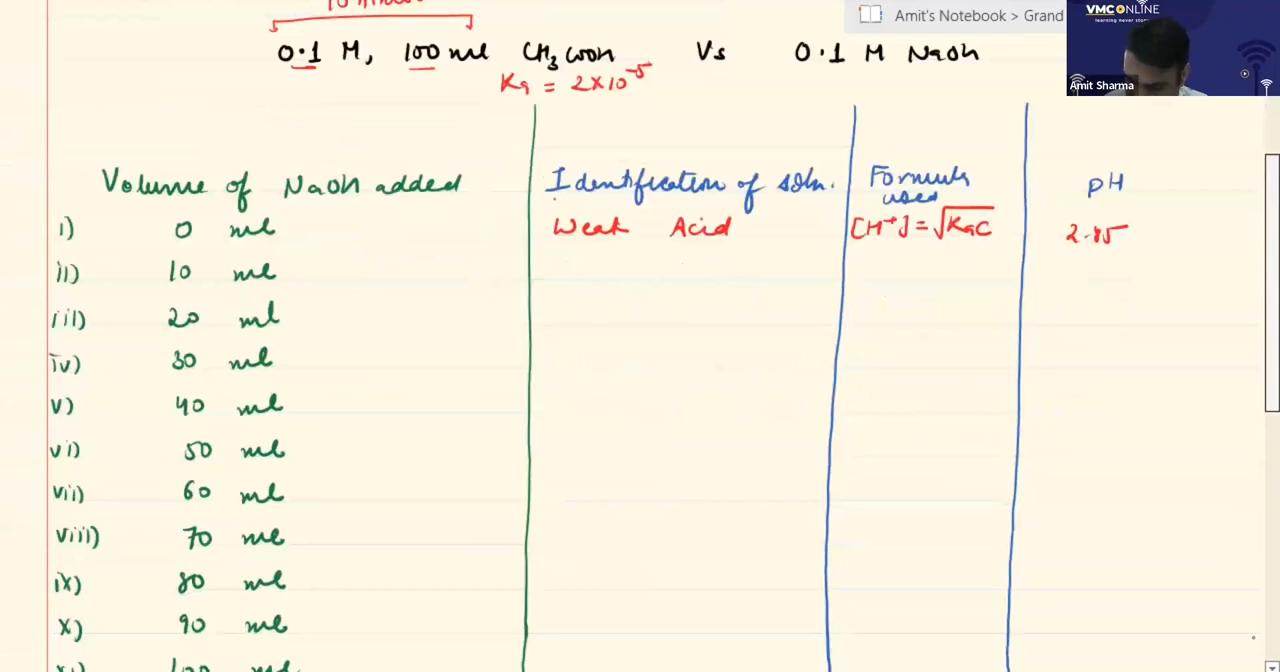 Amit's Notebook > Grand
VMC ONLINE
Amit Sharma
0.1 M, 100 ml CH3COOH Vs 0.1 M NaOH
Ka = 2×10^-5
Volume of NaOH added Identification of soln. Formula used pH
i) 0 ml Weak Acid [H+] = √KaC 2.85
ii) 10 ml
iii) 20 ml
iv) 30 ml
v) 40 ml
vi) 50 ml
vii) 60 ml
viii) 70 ml
ix) 80 ml
x) 90 ml
xi) 100 ml